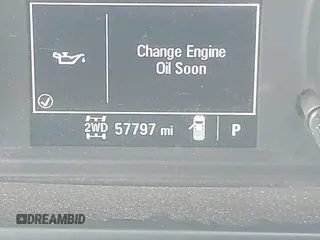 Change Engine
Oil Soon
2WD 57797 mi P
DREAMBID